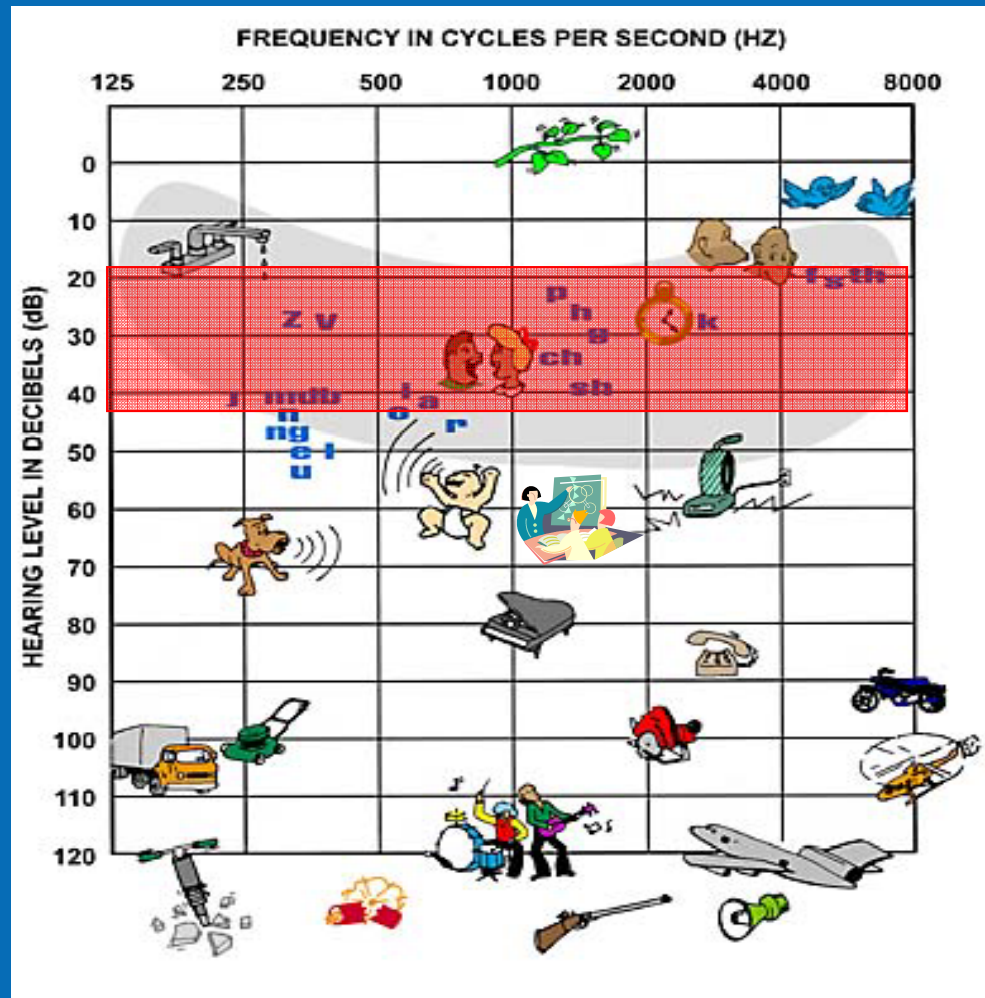 FREQUENCY IN CYCLES PER SECOND (HZ)
125 250 500 1000 2000 4000 8000
HEARING LEVEL IN DECIBELS (dB)
0
10
20
f s th
p
h
z v
k
30
g
ch
sh
40
j mdb i
a
n o
r
ng
50
e l
u
60
70
80
90
100
110
120